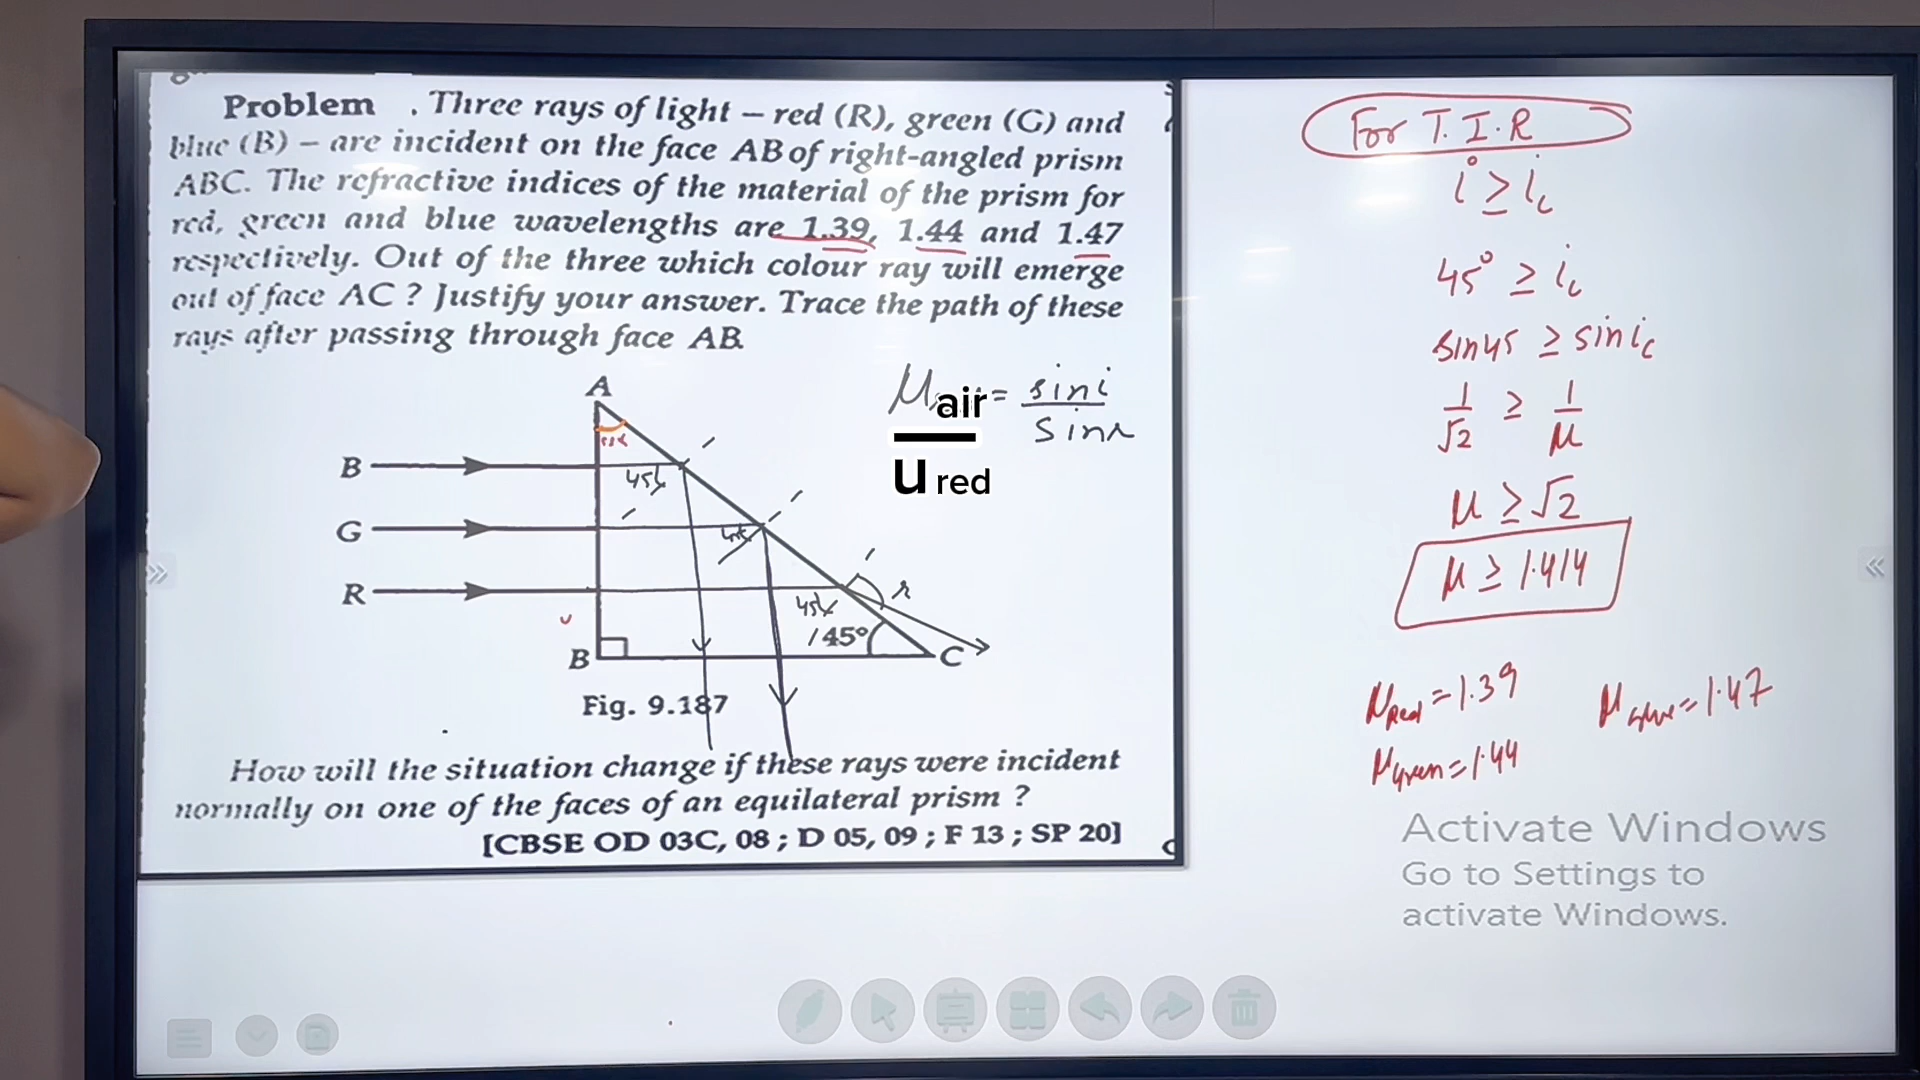 Problem . Three rays of light – red (R), green (G) and
blue (B) – are incident on the face AB of right-angled prism
ABC. The refractive indices of the material of the prism for
red, green and blue wavelengths are 1.39, 1.44 and 1.47
respectively. Out of the three which colour ray will emerge
out of face AC ? Justify your answer. Trace the path of these
rays after passing through face AB.
A
B
45°
G
R
45°
r
45°
B
C
Fig. 9.187
μair = sin i
u red sin r
How will the situation change if these rays were incident
normally on one of the faces of an equilateral prism ?
[CBSE OD 03C, 08 ; D 05, 09 ; F 13 ; SP 20]
For T.I.R
i ≥ ic
45° ≥ ic
sin45 ≥ sin ic
1/√2 ≥ 1/μ
μ ≥ √2
μ ≥ 1.414
μRed = 1.39
μblue = 1.47
μgreen = 1.44
Activate Windows
Go to Settings to
activate Windows.